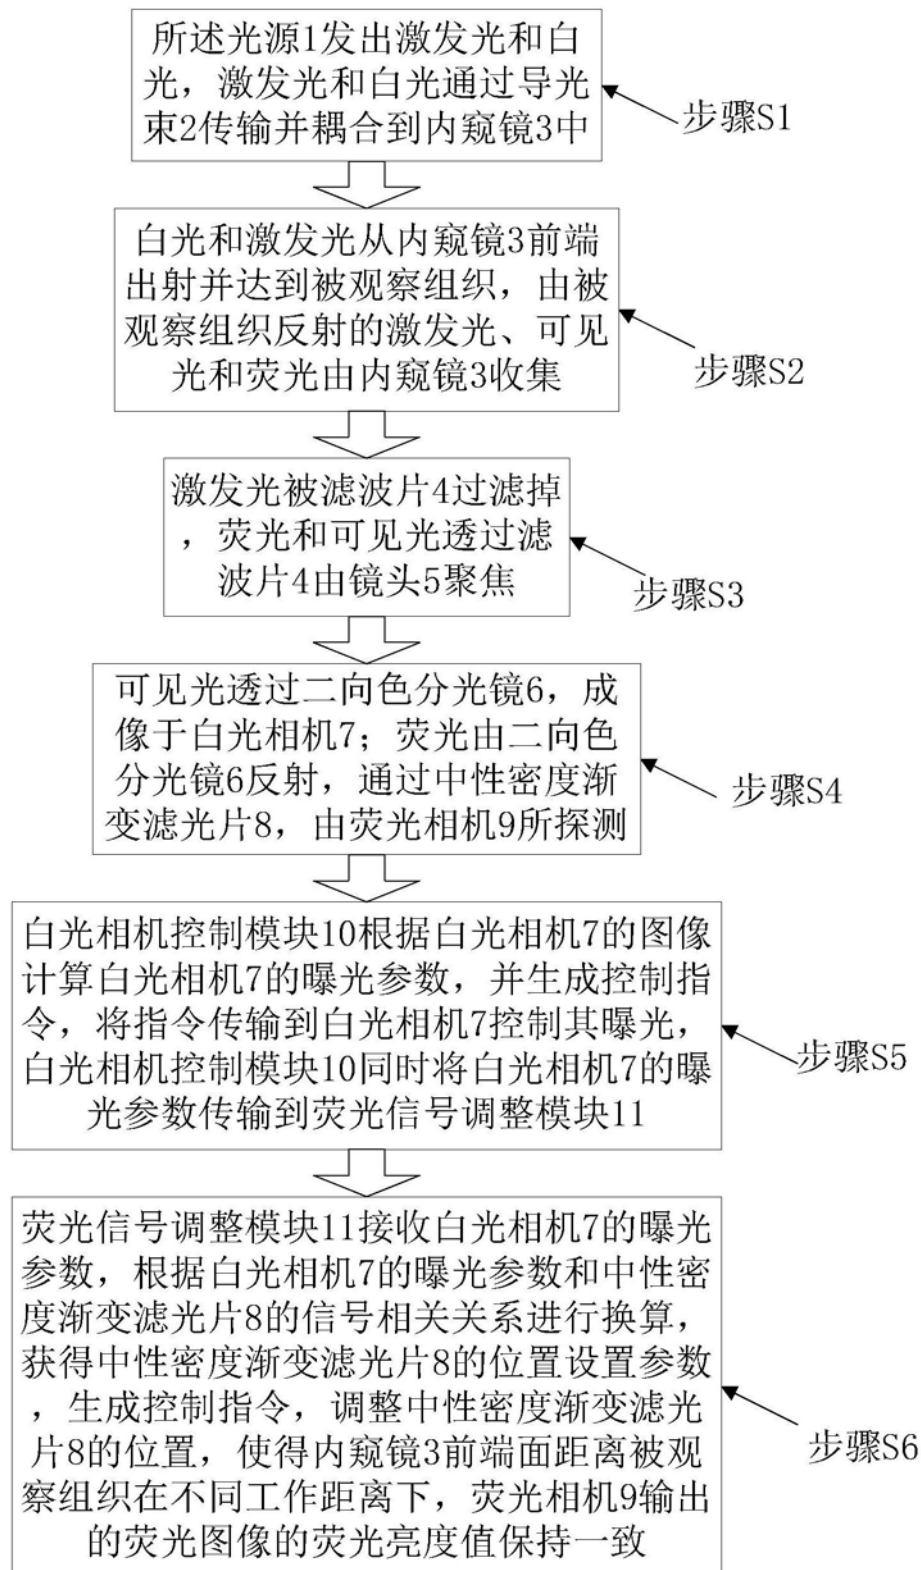 所述光源1发出激发光和白
光，激发光和白光通过导光
束2传输并耦合到内窥镜3中
步骤S1
白光和激发光从内窥镜3前端
出射并达到被观察组织，由被
观察组织反射的激发光、可见
光和荧光由内窥镜3收集
步骤S2
激发光被滤波片4过滤掉
，荧光和可见光透过滤
波片4由镜头5聚焦
步骤S3
可见光透过二向色分光镜6，成
像于白光相机7；荧光由二向色
分光镜6反射，通过中性密度渐
变滤光片8，由荧光相机9所探测
步骤S4
白光相机控制模块10根据白光相机7的图像
计算白光相机7的曝光参数，并生成控制指
令，将指令传输到白光相机7控制其曝光，
白光相机控制模块10同时将白光相机7的曝
光参数传输到荧光信号调整模块11
步骤S5
荧光信号调整模块11接收白光相机7的曝光
参数，根据白光相机7的曝光参数和中性密
度渐变滤光片8的信号相关关系进行换算，
获得中性密度渐变滤光片8的位置设置参数
，生成控制指令，调整中性密度渐变滤光
片8的位置，使得内窥镜3前端面距离被观
察组织在不同工作距离下，荧光相机9输出
的荧光图像的荧光亮度值保持一致
步骤S6